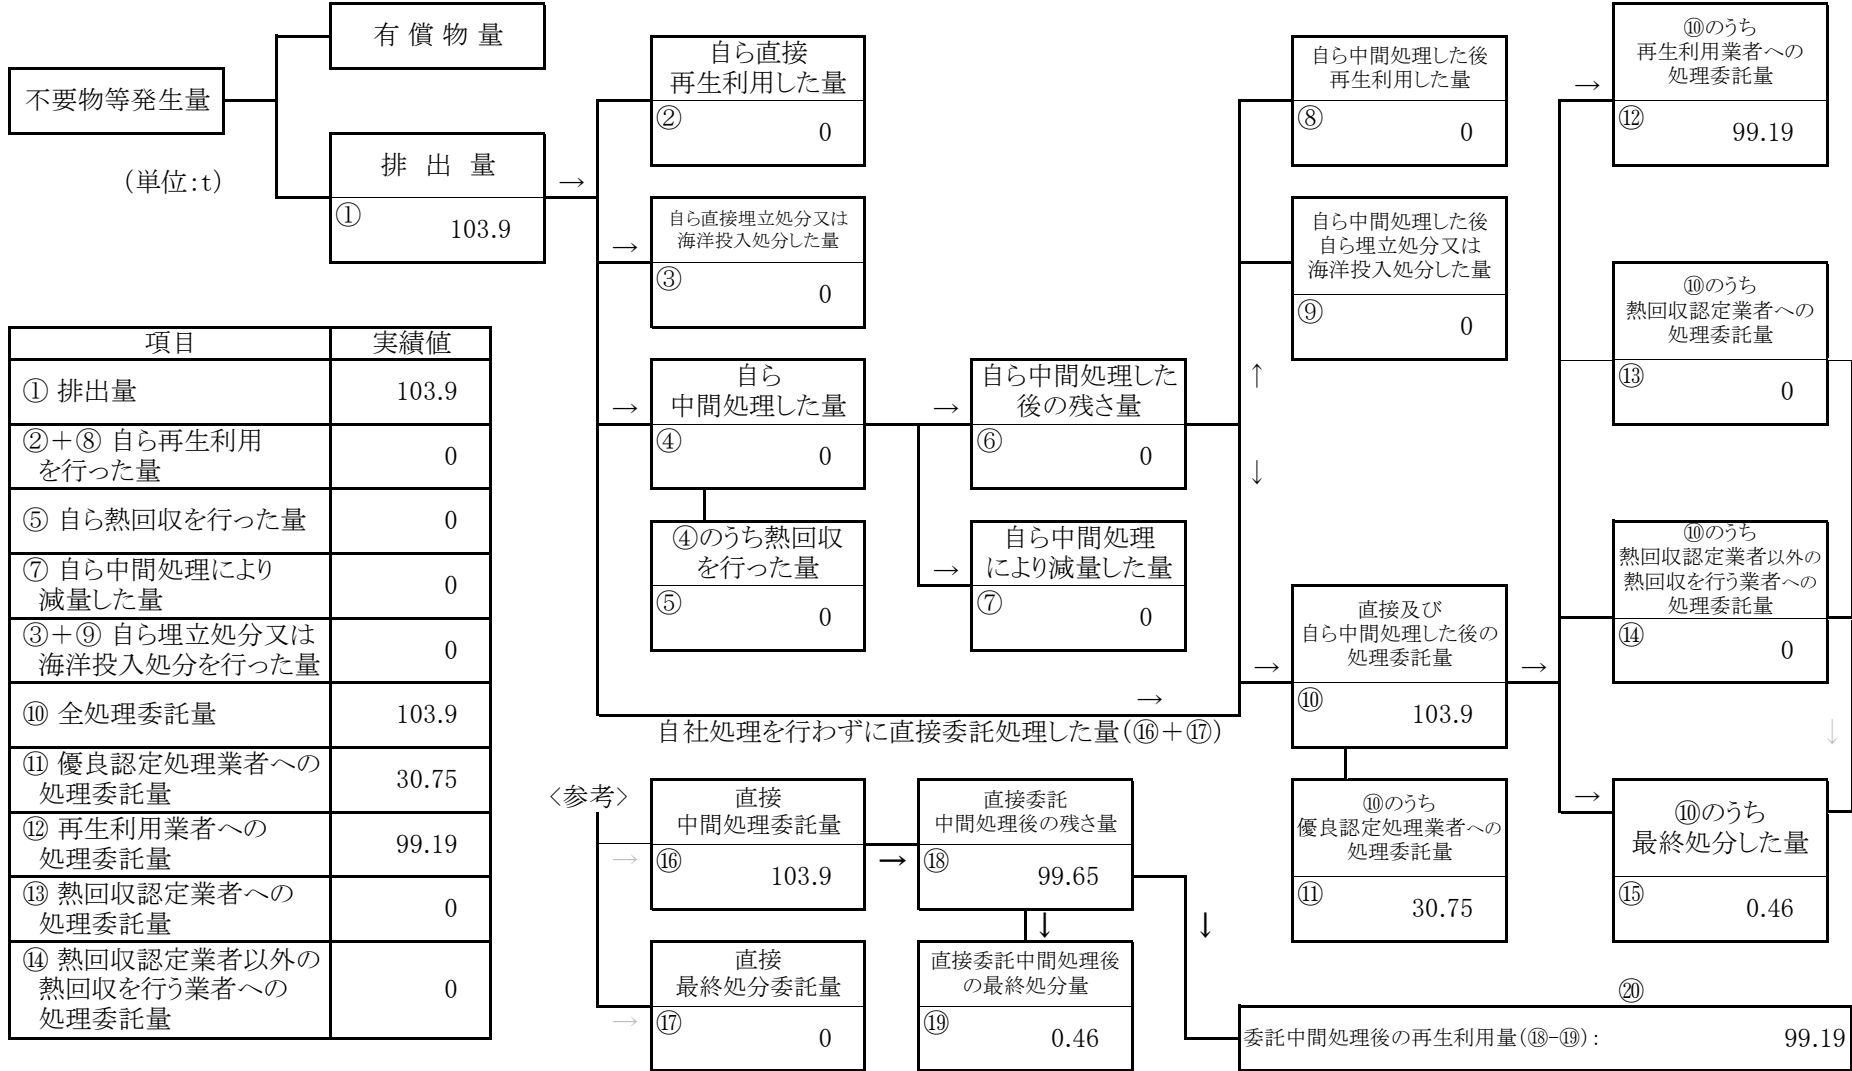 有 償 物 量
不要物等発生量
(単位:t)
排 出 量
→
①
103.9
自ら直接
再生利用した量
②
0
→
自ら直接埋立処分又は
海洋投入処分した量
③
0
→
自ら
中間処理した量
④
0
④のうち熱回収
を行った量
⑤
0
→
自ら中間処理した
後の残さ量
⑥
0
→
自ら中間処理
により減量した量
⑦
0
→
自社処理を行わずに直接委託処理した量(⑯+⑰)
↑
↓
自ら中間処理した後
再生利用した量
⑧
0
自ら中間処理した後
自ら埋立処分又は
海洋投入処分した量
⑨
0
→
直接及び
自ら中間処理した後の
処理委託量
⑩
103.9
⑩のうち
優良認定処理業者への
処理委託量
⑪
30.75
→
→
⑩のうち
再生利用業者への
処理委託量
⑫
99.19
⑩のうち
熱回収認定業者への
処理委託量
⑬
0
⑩のうち
熱回収認定業者以外の
熱回収を行う業者への
処理委託量
⑭
0
↓
→
⑩のうち
最終処分した量
⑮
0.46
項目 実績値
① 排出量 103.9
②+⑧ 自ら再生利用
を行った量 0
⑤ 自ら熱回収を行った量 0
⑦ 自ら中間処理により
減量した量 0
③+⑨ 自ら埋立処分又は
海洋投入処分を行った量 0
⑩ 全処理委託量 103.9
⑪ 優良認定処理業者への
処理委託量 30.75
⑫ 再生利用業者への
処理委託量 99.19
⑬ 熱回収認定業者への
処理委託量 0
⑭ 熱回収認定業者以外の
熱回収を行う業者への
処理委託量 0
〈参考〉
→
直接
中間処理委託量
⑯
103.9
→
直接
最終処分委託量
⑰
0
→
直接委託
中間処理後の残さ量
⑱
99.65
↓
直接委託中間処理後
の最終処分量
⑲
0.46
↓
⑳
委託中間処理後の再生利用量(⑱-⑲): 99.19